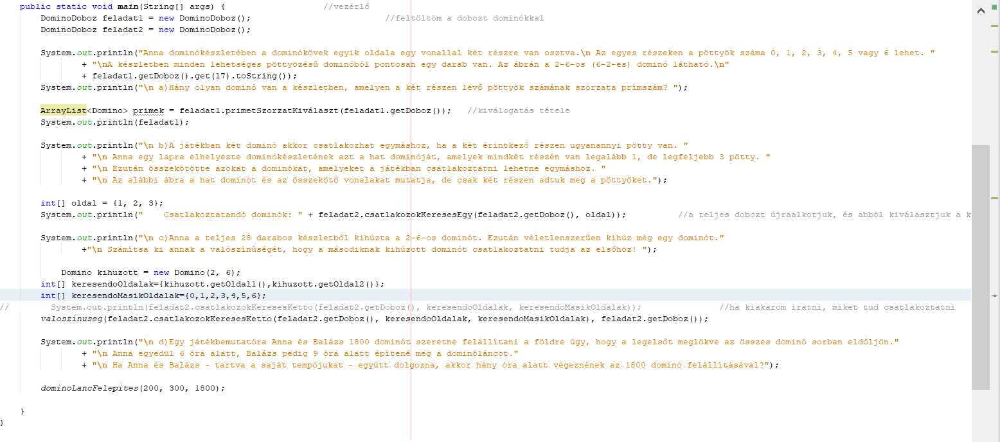 public static void main(String[] args) { //vezérlő
DominoDoboz feladat1 = new DominoDoboz(); //feltöltöm a dobozt dominókkal
DominoDoboz feladat2 = new DominoDoboz();
System.out.println("Anna dominókészletében a dominókövek egyik oldala egy vonallal két részre van osztva.\n Az egyes részeken a pöttyök száma 0, 1, 2, 3, 4, 5 vagy 6 lehet. "
+ "\nA készletben minden lehetséges pöttyözésű dominóból pontosan egy darab van. Az ábrán a 2-6-os (6-2-es) dominó látható.\n"
+ feladat1.getDoboz().get(17).toString());
System.out.println("\n a)Hány olyan dominó van a készletben, amelyen a két részen lévő pöttyök számának szorzata prímszám? ");
ArrayList<Domino> primek = feladat1.primetSzorzatKiválaszt(feladat1.getDoboz()); //kiválogatás tétele
System.out.println(feladat1);
System.out.println("\n b)A játékban két dominó akkor csatlakozhat egymáshoz, ha a két érintkező részen ugyanannyi pötty van. "
+ "\n Anna egy lapra elhelyezte dominókészletének azt a hat dominóját, amelyek mindkét részén van legalább 1, de legfeljebb 3 pötty. "
+ "\n Ezután összekötötte azokat a dominókat, amelyeket a játékban csatlakoztatni lehetne egymáshoz. "
+ "\n Az alábbi ábra a hat dominót és az összekötő vonalakat mutatja, de csak két részen adtuk meg a pöttyöket.");
int[] oldal = {1, 2, 3};
System.out.println("    Csatlakoztatandó dominók: " + feladat2.csatlakozokKeresesEgy(feladat2.getDoboz(), oldal)); //a teljes dobozt újraalkotjuk, és abból kiválasztjuk a k
System.out.println("\n c)Anna a teljes 28 darabos készletből kihúzta a 2-6-os dominót. Ezután véletlenszerűen kihúz még egy dominót."
+"\n Számítsa ki annak a valószínűségét, hogy a másodiknak kihúzott dominót csatlakoztatni tudja az elsőhöz! ");
Domino kihuzott = new Domino(2, 6);
int[] keresendoOldalak={kihuzott.getOldal1(),kihuzott.getOldal2()};
int[] keresendoMasikOldalak={0,1,2,3,4,5,6};
// System.out.println(feladat2.csatlakozokKeresesKetto(feladat2.getDoboz(), keresendoOldalak, keresendoMasikOldalak)); //ha kiakarom iratni, miket tud csatlakoztatni
valoszinuseg(feladat2.csatlakozokKeresesKetto(feladat2.getDoboz(), keresendoOldalak, keresendoMasikOldalak), feladat2.getDoboz());
System.out.println("\n d)Egy játékbemutatóra Anna és Balázs 1800 dominót szeretne felállítani a földre úgy, hogy a legelsőt meglökve az összes dominó sorban eldőljön."
+ "\n Anna egyedül 6 óra alatt, Balázs pedig 9 óra alatt építené meg a dominóláncot."
+ "\n Ha Anna és Balázs - tartva a saját tempójukat - együtt dolgozna, akkor hány óra alatt végeznének az 1800 dominó felállításával?");
dominoLancFelepites(200, 300, 1800);
}
}